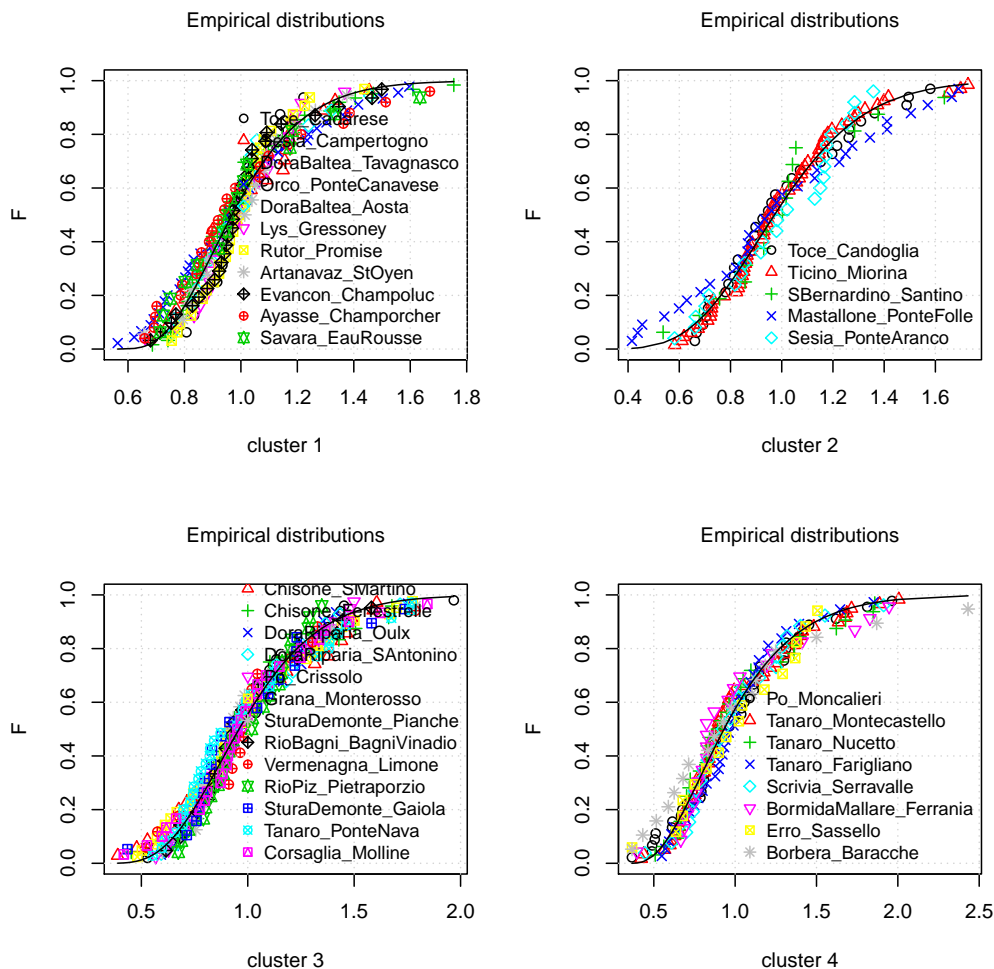 Empirical distributions
F
0.0 0.2 0.4 0.6 0.8 1.0
Toce_Cadarese
Sesia_Campertogno
DoraBaltea_Tavagnasco
Orco_PonteCanavese
DoraBaltea_Aosta
Lys_Gressoney
Rutor_Promise
Artanavaz_StOyen
Evancon_Champoluc
Ayasse_Champorcher
Savara_EauRousse
0.6 0.8 1.0 1.2 1.4 1.6 1.8
cluster 1
Empirical distributions
F
0.0 0.2 0.4 0.6 0.8 1.0
Toce_Candoglia
Ticino_Miorina
SBernardino_Santino
Mastallone_PonteFolle
Sesia_PonteAranco
0.4 0.6 0.8 1.0 1.2 1.4 1.6
cluster 2
Empirical distributions
F
0.0 0.2 0.4 0.6 0.8 1.0
Chisone_SMartino
Chisone_Fenestrelle
DoraRiparia_Oulx
DoraRiparia_SAntonino
Po_Crissolo
Grana_Monterosso
SturaDemonte_Pianche
RioBagni_BagniVinadio
Vermenagna_Limone
RioPiz_Pietraporzio
SturaDemonte_Gaiola
Tanaro_PonteNava
Corsaglia_Molline
0.5 1.0 1.5 2.0
cluster 3
Empirical distributions
F
0.0 0.2 0.4 0.6 0.8 1.0
Po_Moncalieri
Tanaro_Montecastello
Tanaro_Nucetto
Tanaro_Farigliano
Scrivia_Serravalle
BormidaMallare_Ferrania
Erro_Sassello
Borbera_Baracche
0.5 1.0 1.5 2.0 2.5
cluster 4